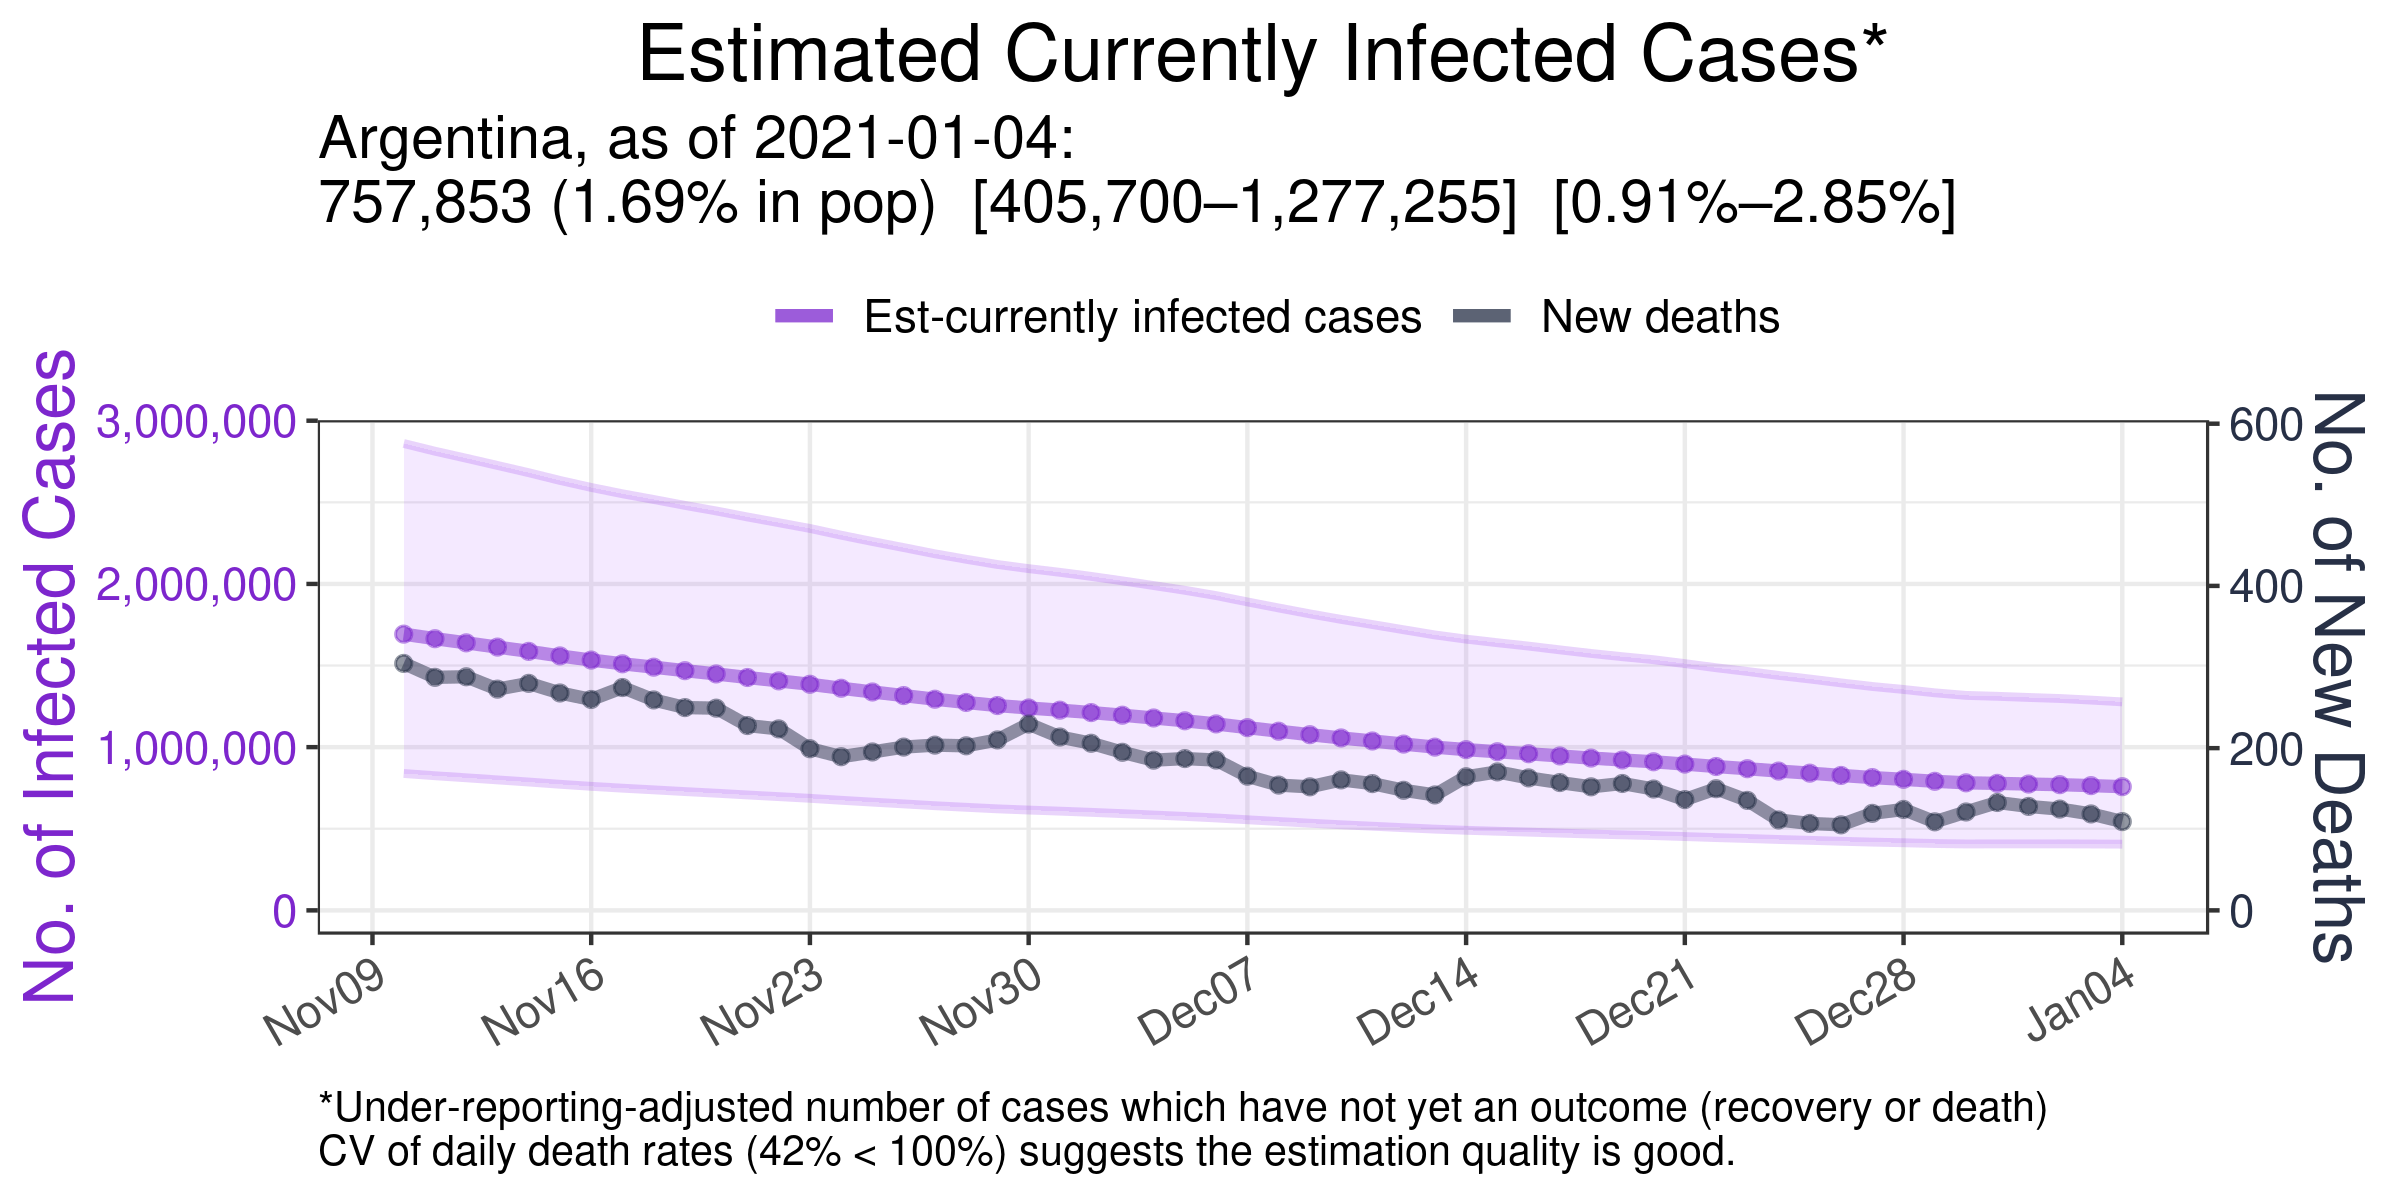 Estimated Currently Infected Cases*
Argentina, as of 2021-01-04:
757,853 (1.69% in pop)  [405,700–1,277,255]  [0.91%–2.85%]
Est-currently infected cases
New deaths
No. of Infected Cases
3,000,000
2,000,000
1,000,000
0
600
400
200
0
No. of New Deaths
Nov09
Nov16
Nov23
Nov30
Dec07
Dec14
Dec21
Dec28
Jan04
*Under-reporting-adjusted number of cases which have not yet an outcome (recovery or death)
CV of daily death rates (42% < 100%) suggests the estimation quality is good.